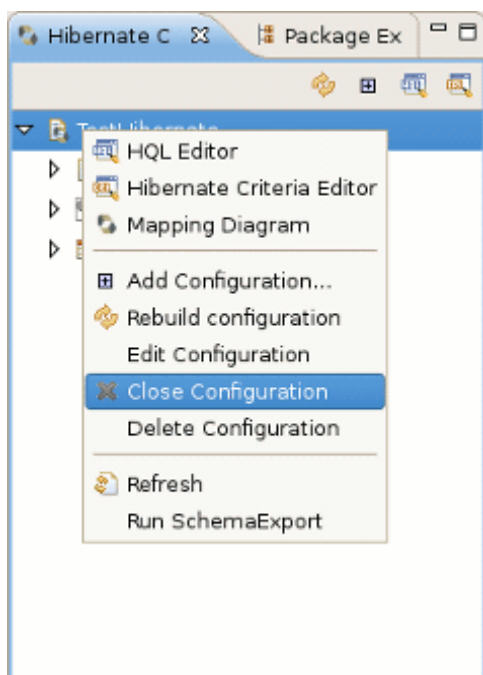 Hibernate C
Package Ex
HQL Editor
Hibernate Criteria Editor
Mapping Diagram
Add Configuration...
Rebuild configuration
Edit Configuration
Close Configuration
Delete Configuration
Refresh
Run SchemaExport